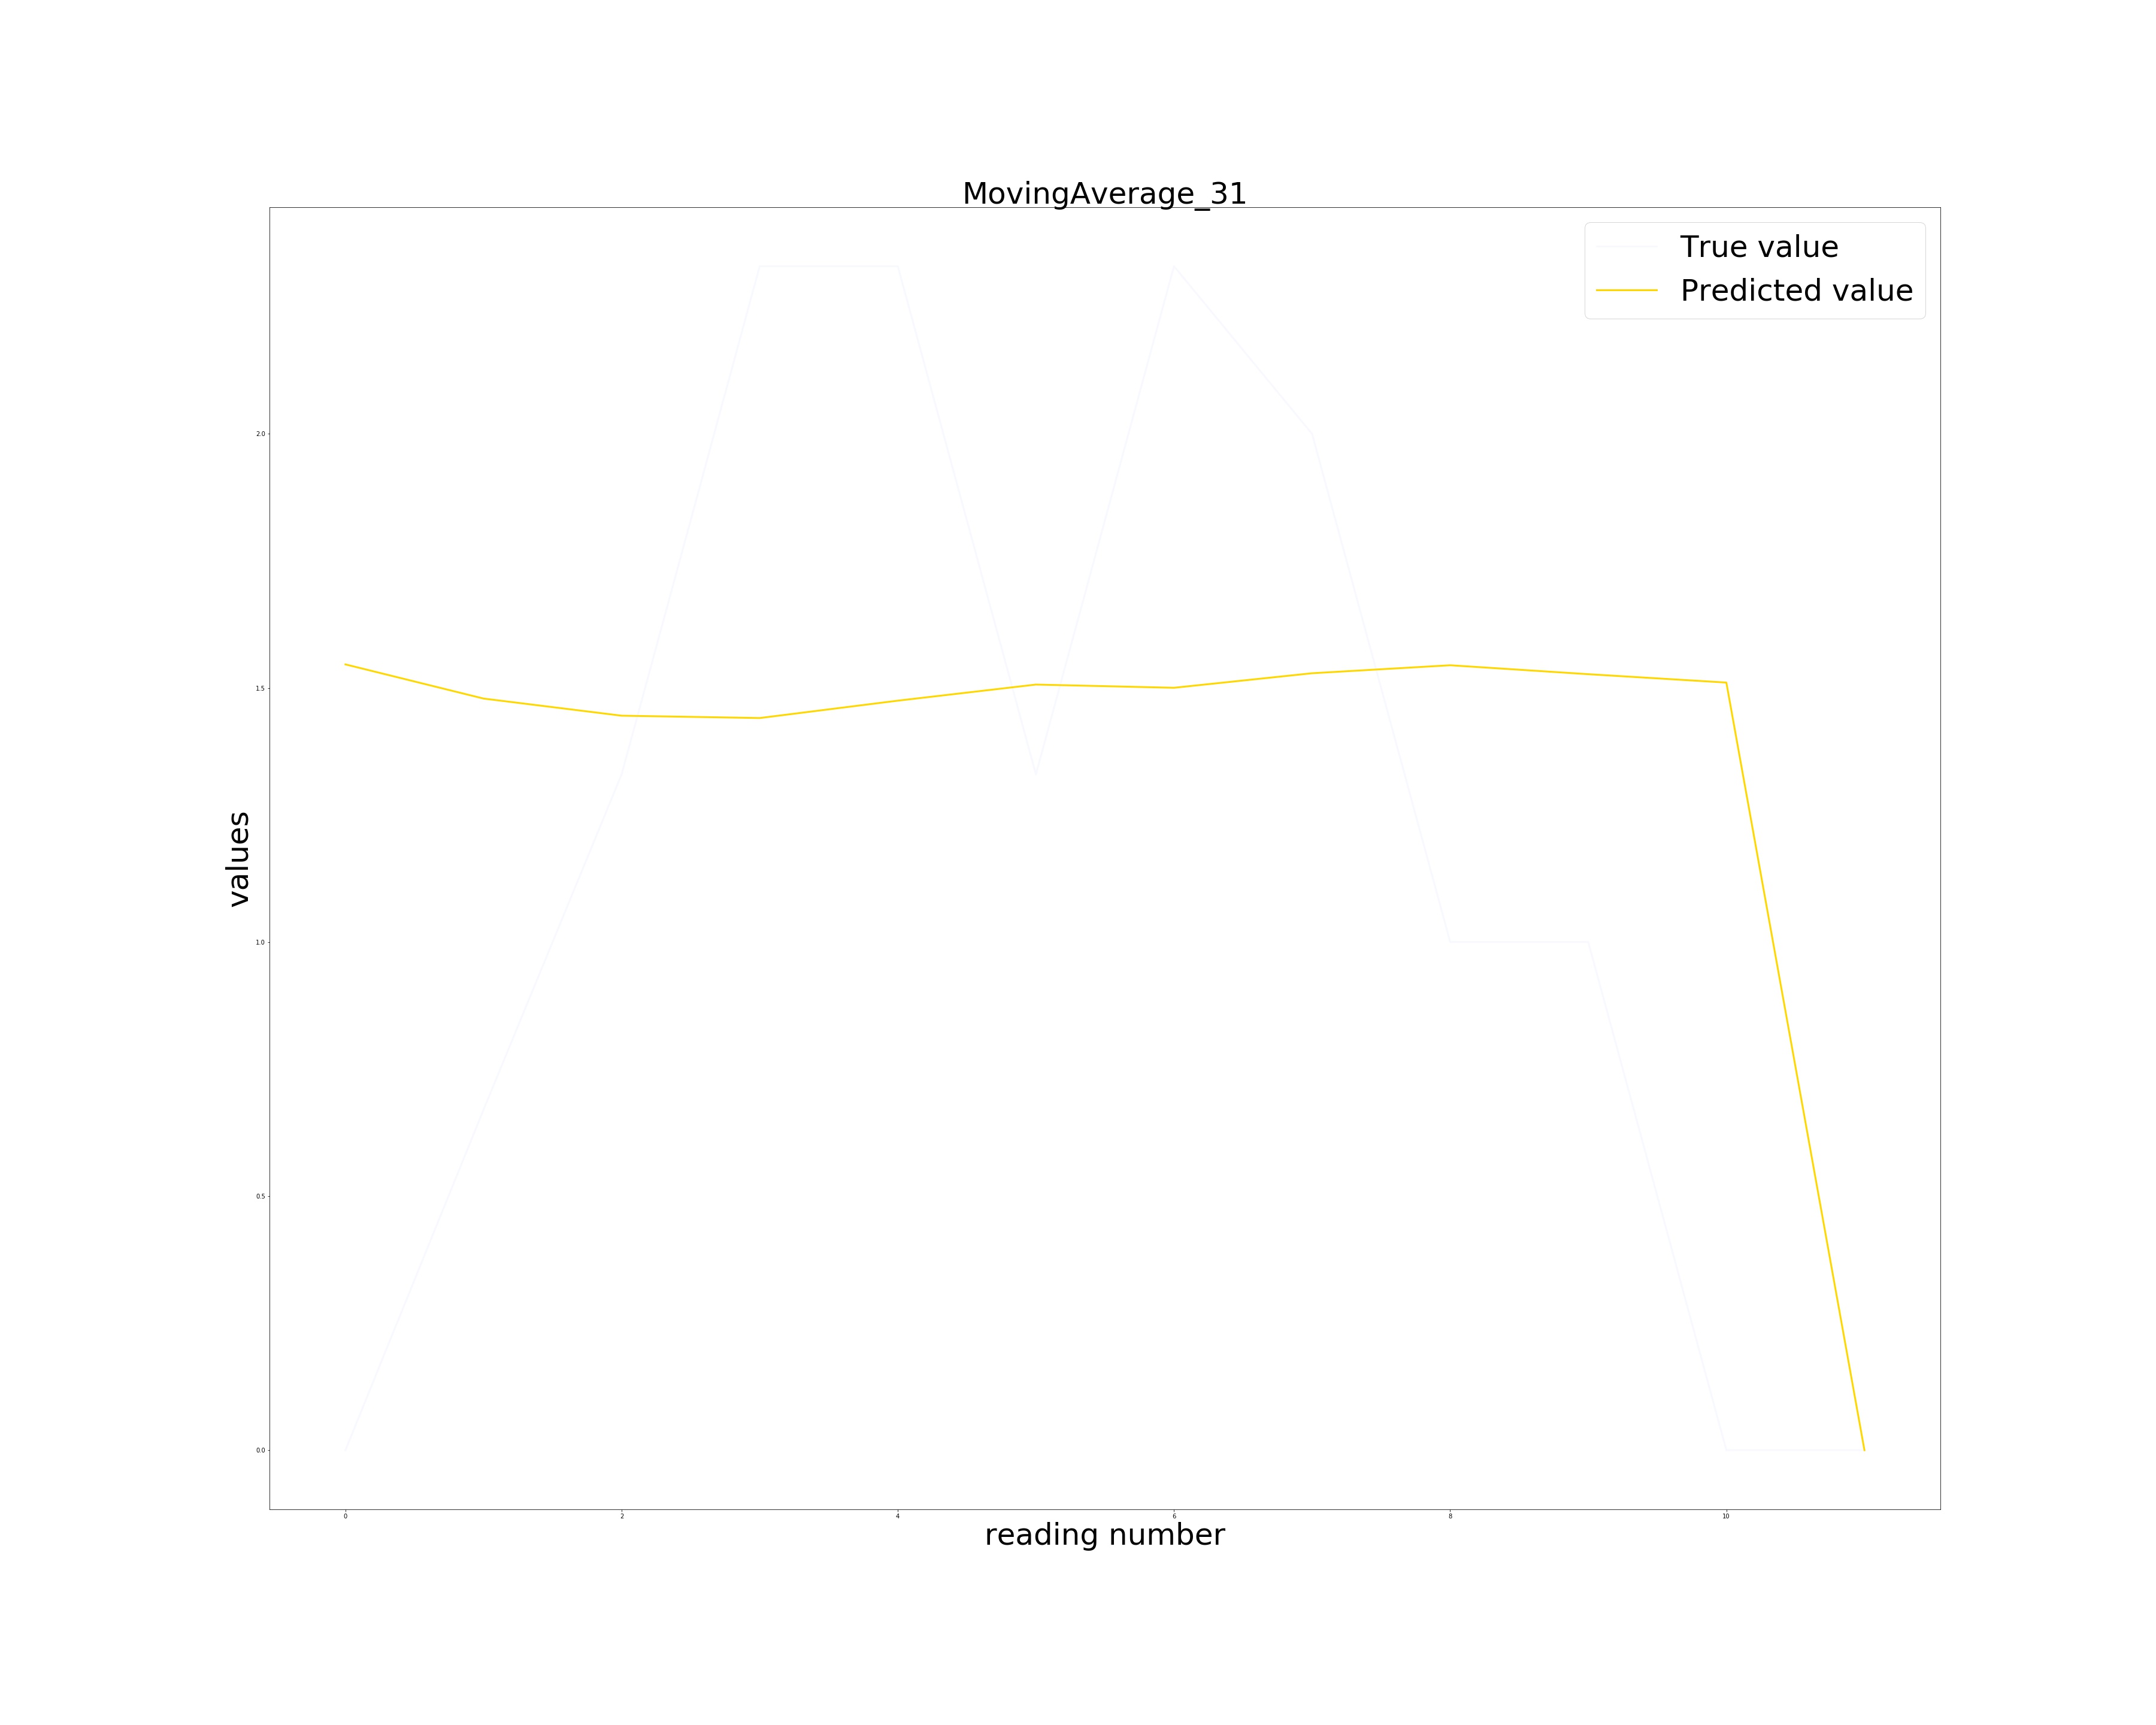 MovingAverage_31
True value
Predicted value
values
2.0
1.5
1.0
0.5
0.0
0 2 4 6 8 10
reading number